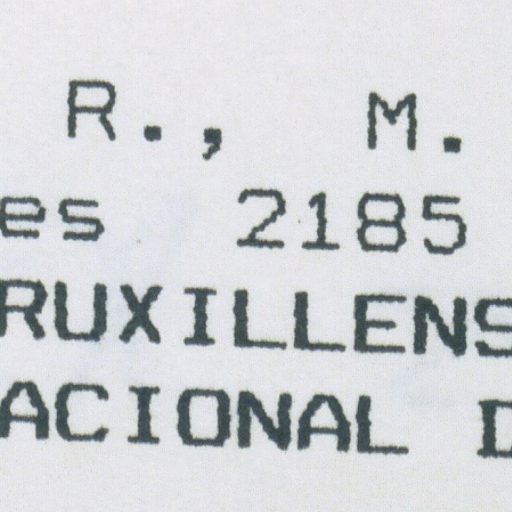 R., M.
es 2185
RUXILLENS
ACIONAL D